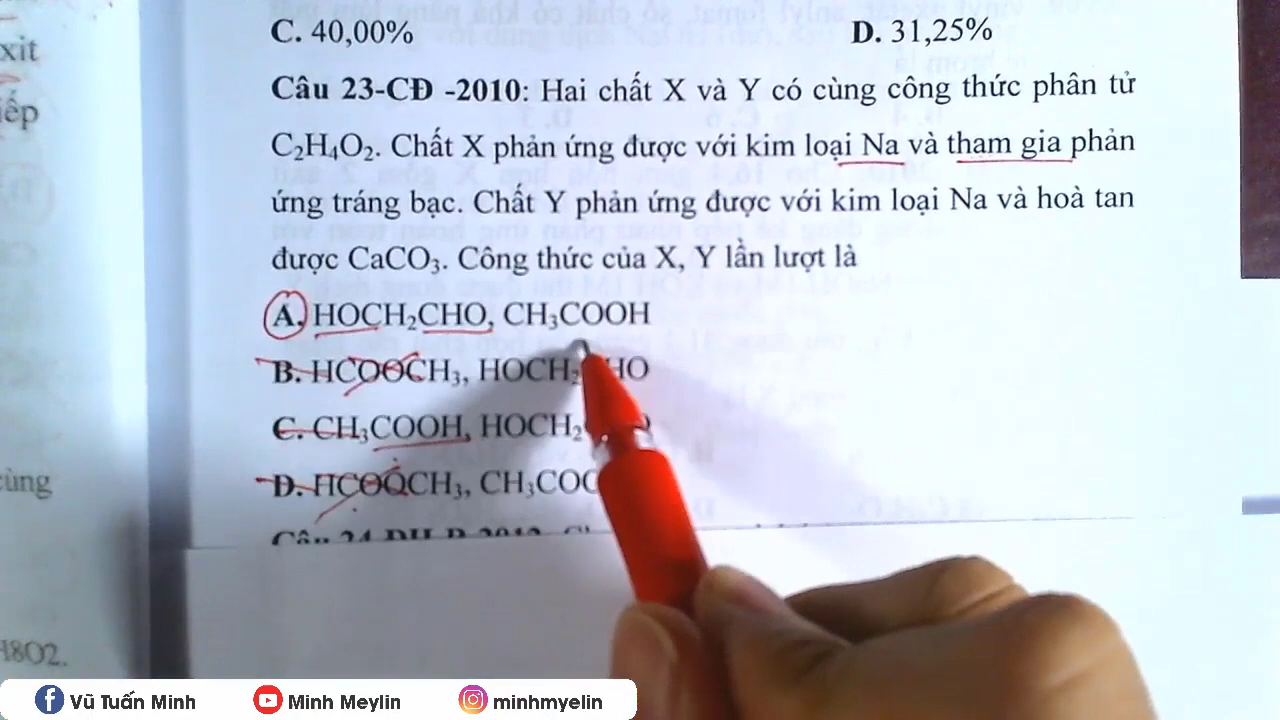 C. 40,00% D. 31,25%
Câu 23-CĐ -2010: Hai chất X và Y có cùng công thức phân tử
C₂H₄O₂. Chất X phản ứng được với kim loại Na và tham gia phản
ứng tráng bạc. Chất Y phản ứng được với kim loại Na và hoà tan
được CaCO₃. Công thức của X, Y lần lượt là
A. HOCH₂CHO, CH₃COOH
B. HCOOCH₃, HOCH₂ HO
C. CH₃COOH, HOCH₂
D. HCOOCH₃, CH₃COO
xit
iếp
cùng
H8O2.
Vũ Tuấn Minh
Minh Meylin
minhmyelin